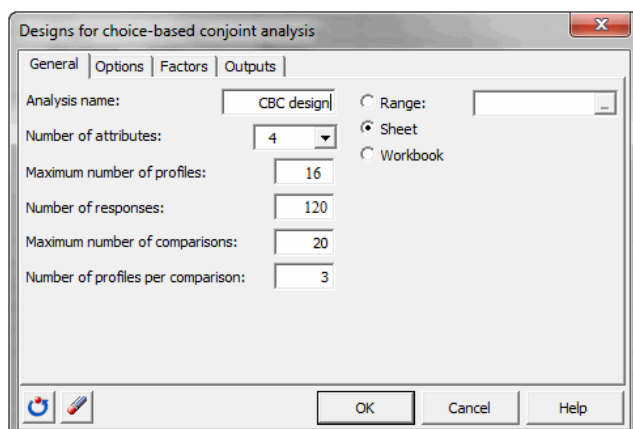 Designs for choice-based conjoint analysis
General Options Factors Outputs
Analysis name: CBC design
Range:
...
Number of attributes: 4
Sheet
Workbook
Maximum number of profiles: 16
Number of responses: 120
Maximum number of comparisons: 20
Number of profiles per comparison: 3
OK Cancel Help